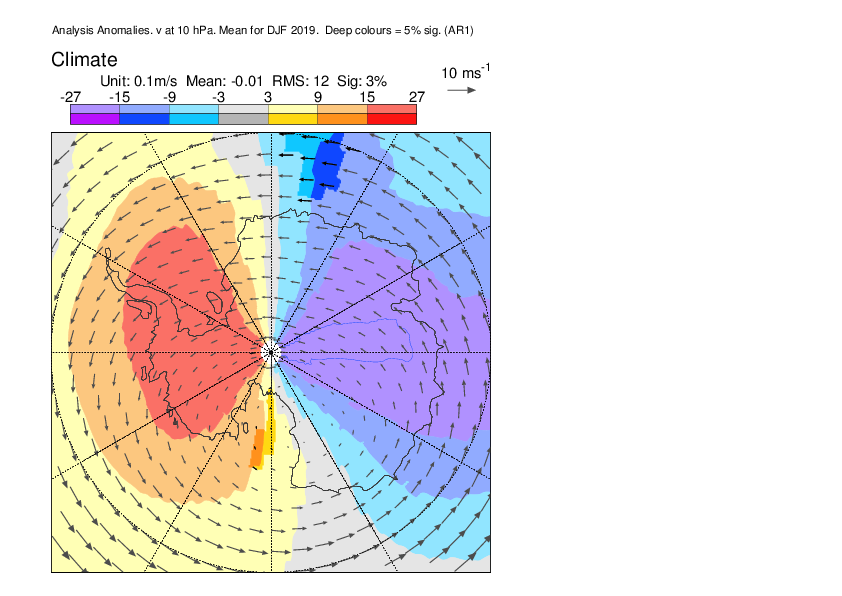 Analysis Anomalies. v at 10 hPa. Mean for DJF 2019.  Deep colours = 5% sig. (AR1)
Climate
Unit: 0.1m/s  Mean: -0.01  RMS: 12  Sig: 3%
10 ms-1
-27 -15 -9 -3 3 9 15 27